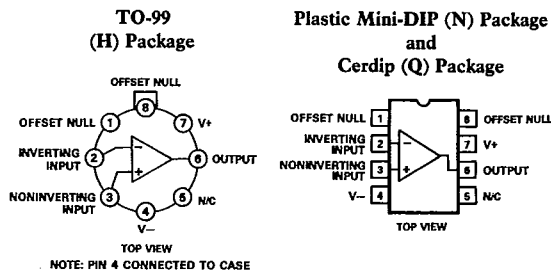 TO-99
(H) Package
OFFSET NULL
8
OFFSET NULL
1
7
V+
INVERTING
INPUT
2
6
OUTPUT
NONINVERTING
INPUT
3
5
N/C
4
V−
TOP VIEW
NOTE: PIN 4 CONNECTED TO CASE
Plastic Mini-DIP (N) Package
and
Cerdip (Q) Package
OFFSET NULL
1
8
OFFSET NULL
INVERTING
INPUT
2
7
V+
NONINVERTING
INPUT
3
6
OUTPUT
V−
4
5
N/C
TOP VIEW